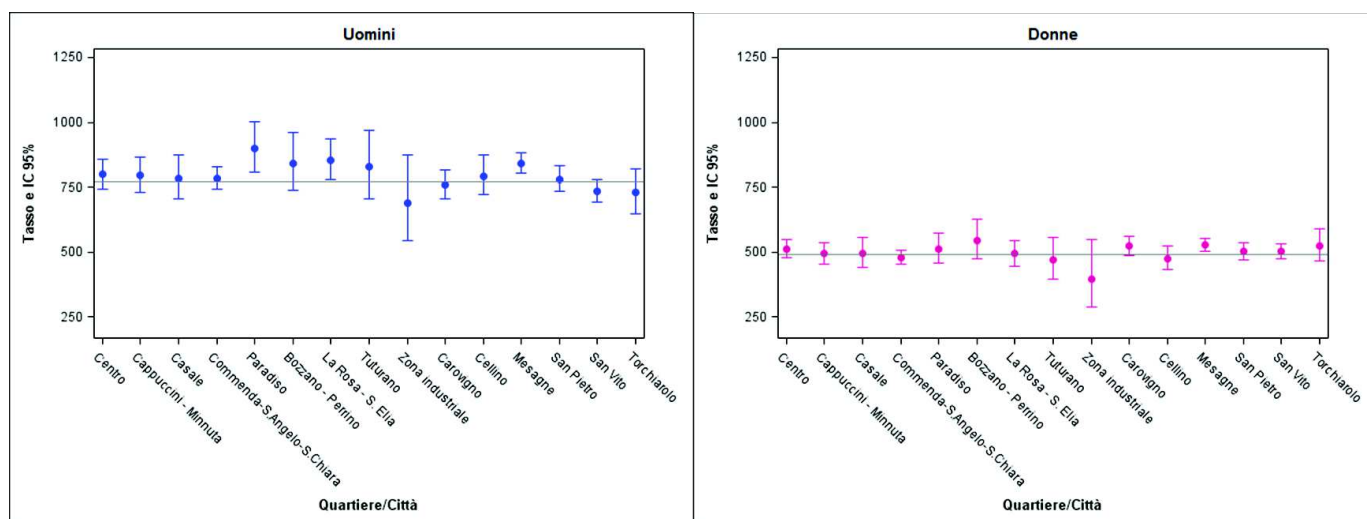 Uomini
Tasso e IC 95%
1250
1000
750
500
250
Centro
Cappuccini - Minnuta
Casale
Commenda-S.Angelo-S.Chiara
Paradiso
Bozzano - Perrino
La Rosa - S. Elia
Tuturano
Zona Industriale
Carovigno
Cellino
Mesagne
San Pietro
San Vito
Torchiarolo
Quartiere/Città
Donne
Tasso e IC 95%
1250
1000
750
500
250
Centro
Cappuccini - Minnuta
Casale
Commenda-S.Angelo-S.Chiara
Paradiso
Bozzano - Perrino
La Rosa - S. Elia
Tuturano
Zona Industriale
Carovigno
Cellino
Mesagne
San Pietro
San Vito
Torchiarolo
Quartiere/Città